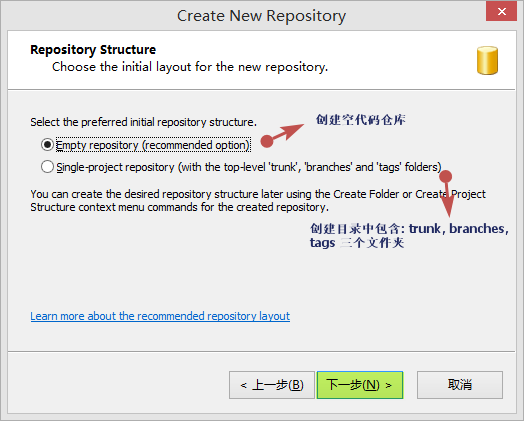 Create New Repository
Repository Structure
Choose the initial layout for the new repository.
Select the preferred initial repository structure.
创建空代码仓库
Empty repository (recommended option)
Single-project repository (with the top-level 'trunk', 'branches' and 'tags' folders)
You can create the desired repository structure later using the Create Folder or Create Project
Structure context menu commands for the created repository.
创建目录中包含: trunk, branches,
tags 三个文件夹
Learn more about the recommended repository layout
< 上一步(B)
下一步(N) >
取消